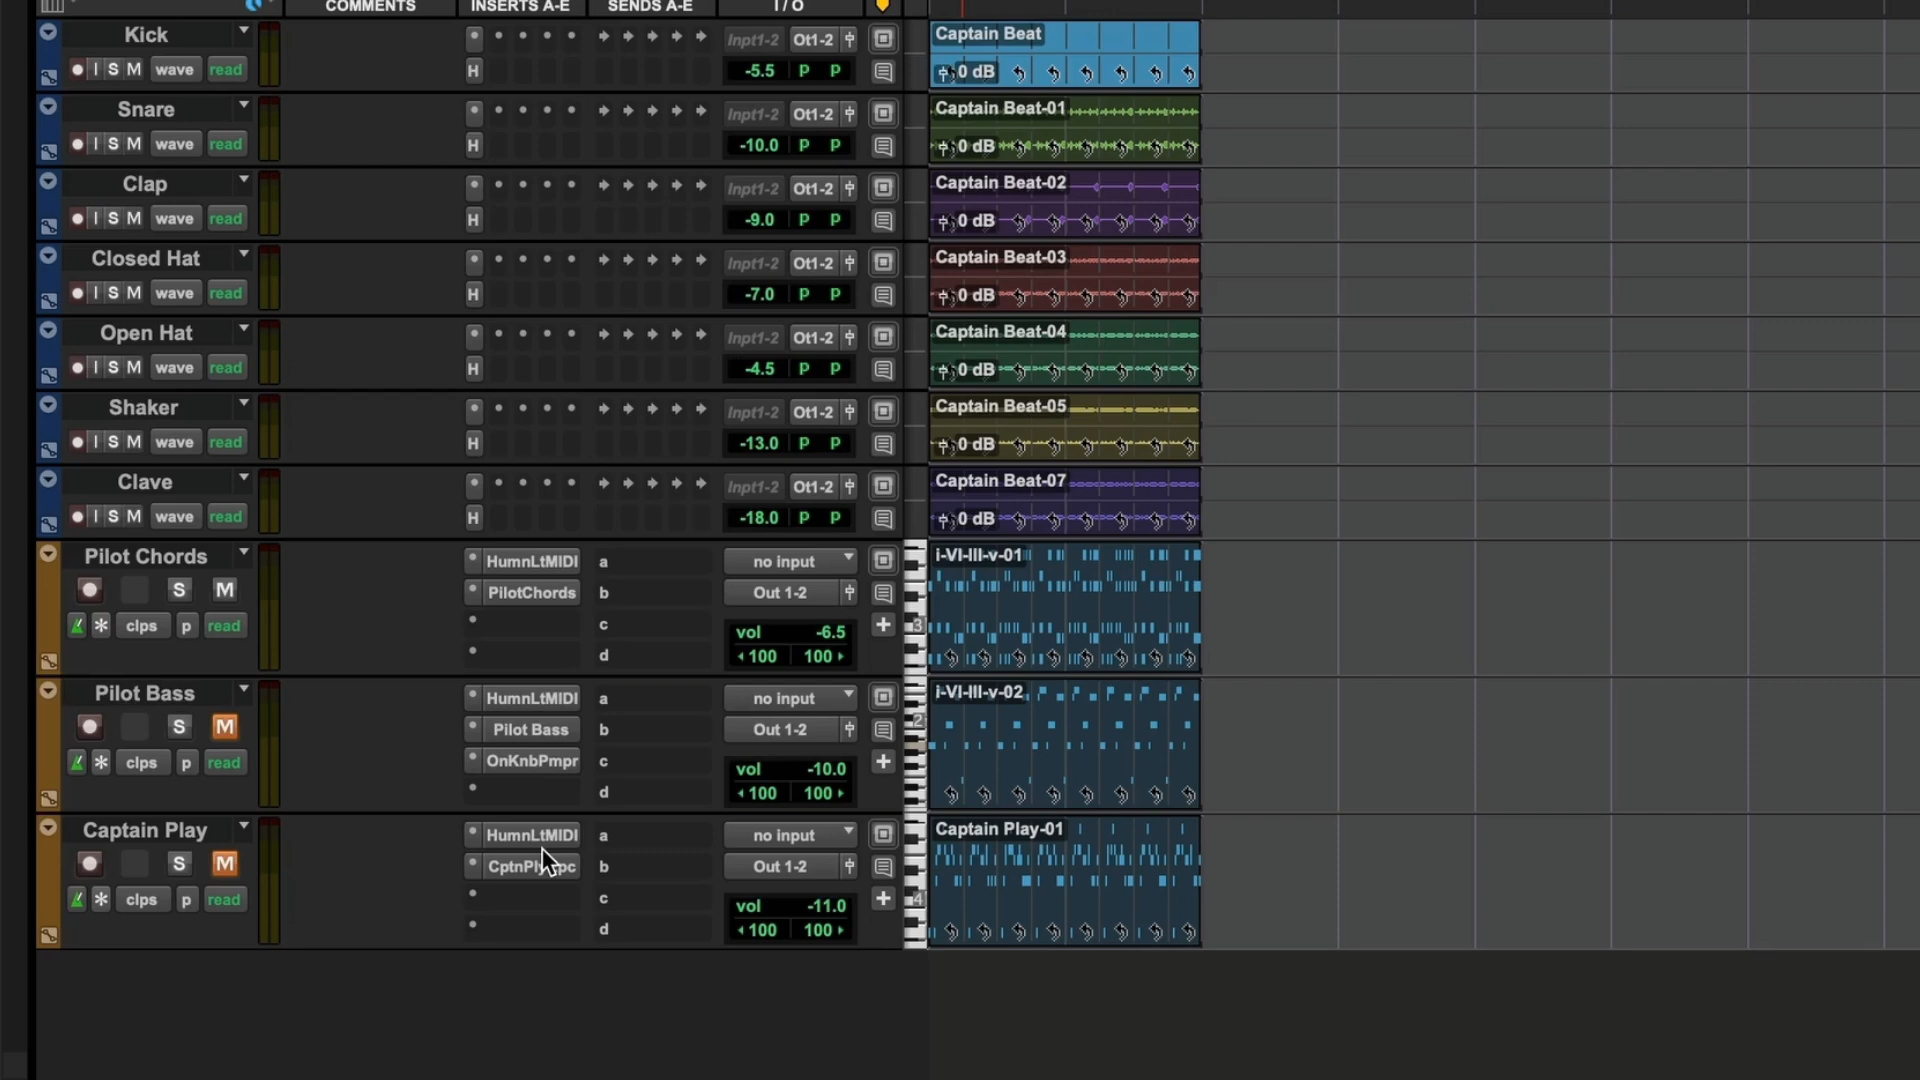 COMMENTS INSERTS A-E SENDS A-E I / O
Kick Inpt1-2 Ot1-2 Captain Beat
I S M wave read H -5.5 P P 0 dB
Snare Inpt1-2 Ot1-2 Captain Beat-01
I S M wave read H -10.0 P P 0 dB
Clap Inpt1-2 Ot1-2 Captain Beat-02
I S M wave read H -9.0 P P 0 dB
Closed Hat Inpt1-2 Ot1-2 Captain Beat-03
I S M wave read H -7.0 P P 0 dB
Open Hat Inpt1-2 Ot1-2 Captain Beat-04
I S M wave read H -4.5 P P 0 dB
Shaker Inpt1-2 Ot1-2 Captain Beat-05
I S M wave read H -13.0 P P 0 dB
Clave Inpt1-2 Ot1-2 Captain Beat-07
I S M wave read H -18.0 P P 0 dB
Pilot Chords HumnLtMIDI a no input i-VI-III-v-01
S M PilotChords b Out 1-2
* clps p read c vol -6.5 3
d 100 100
Pilot Bass HumnLtMIDI a no input i-VI-III-v-02
S M Pilot Bass b Out 1-2 2
* clps p read OnKnbPmpr c vol -10.0
d 100 100
Captain Play HumnLtMIDI a no input Captain Play-01
S M b Out 1-2
* clps p read c vol -11.0 4
d 100 100